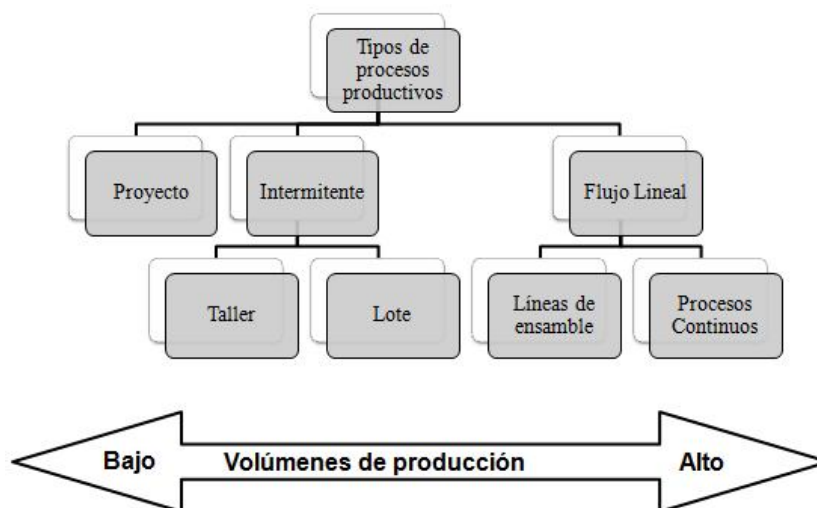 Tipos de
procesos
productivos
Proyecto
Intermitente
Flujo Lineal
Taller
Lote
Líneas de
ensamble
Procesos
Continuos
Bajo
Volúmenes de producción
Alto